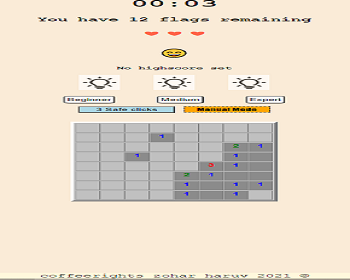 00:03
You have 12 flags remaining
No highscore set
Beginner Medium Expert
3 Safe clicks Manual Mode
1
2 1
1 1
3 1
2 1
1 1 1
1 1
coffeerights zohar haruv 2021 ©